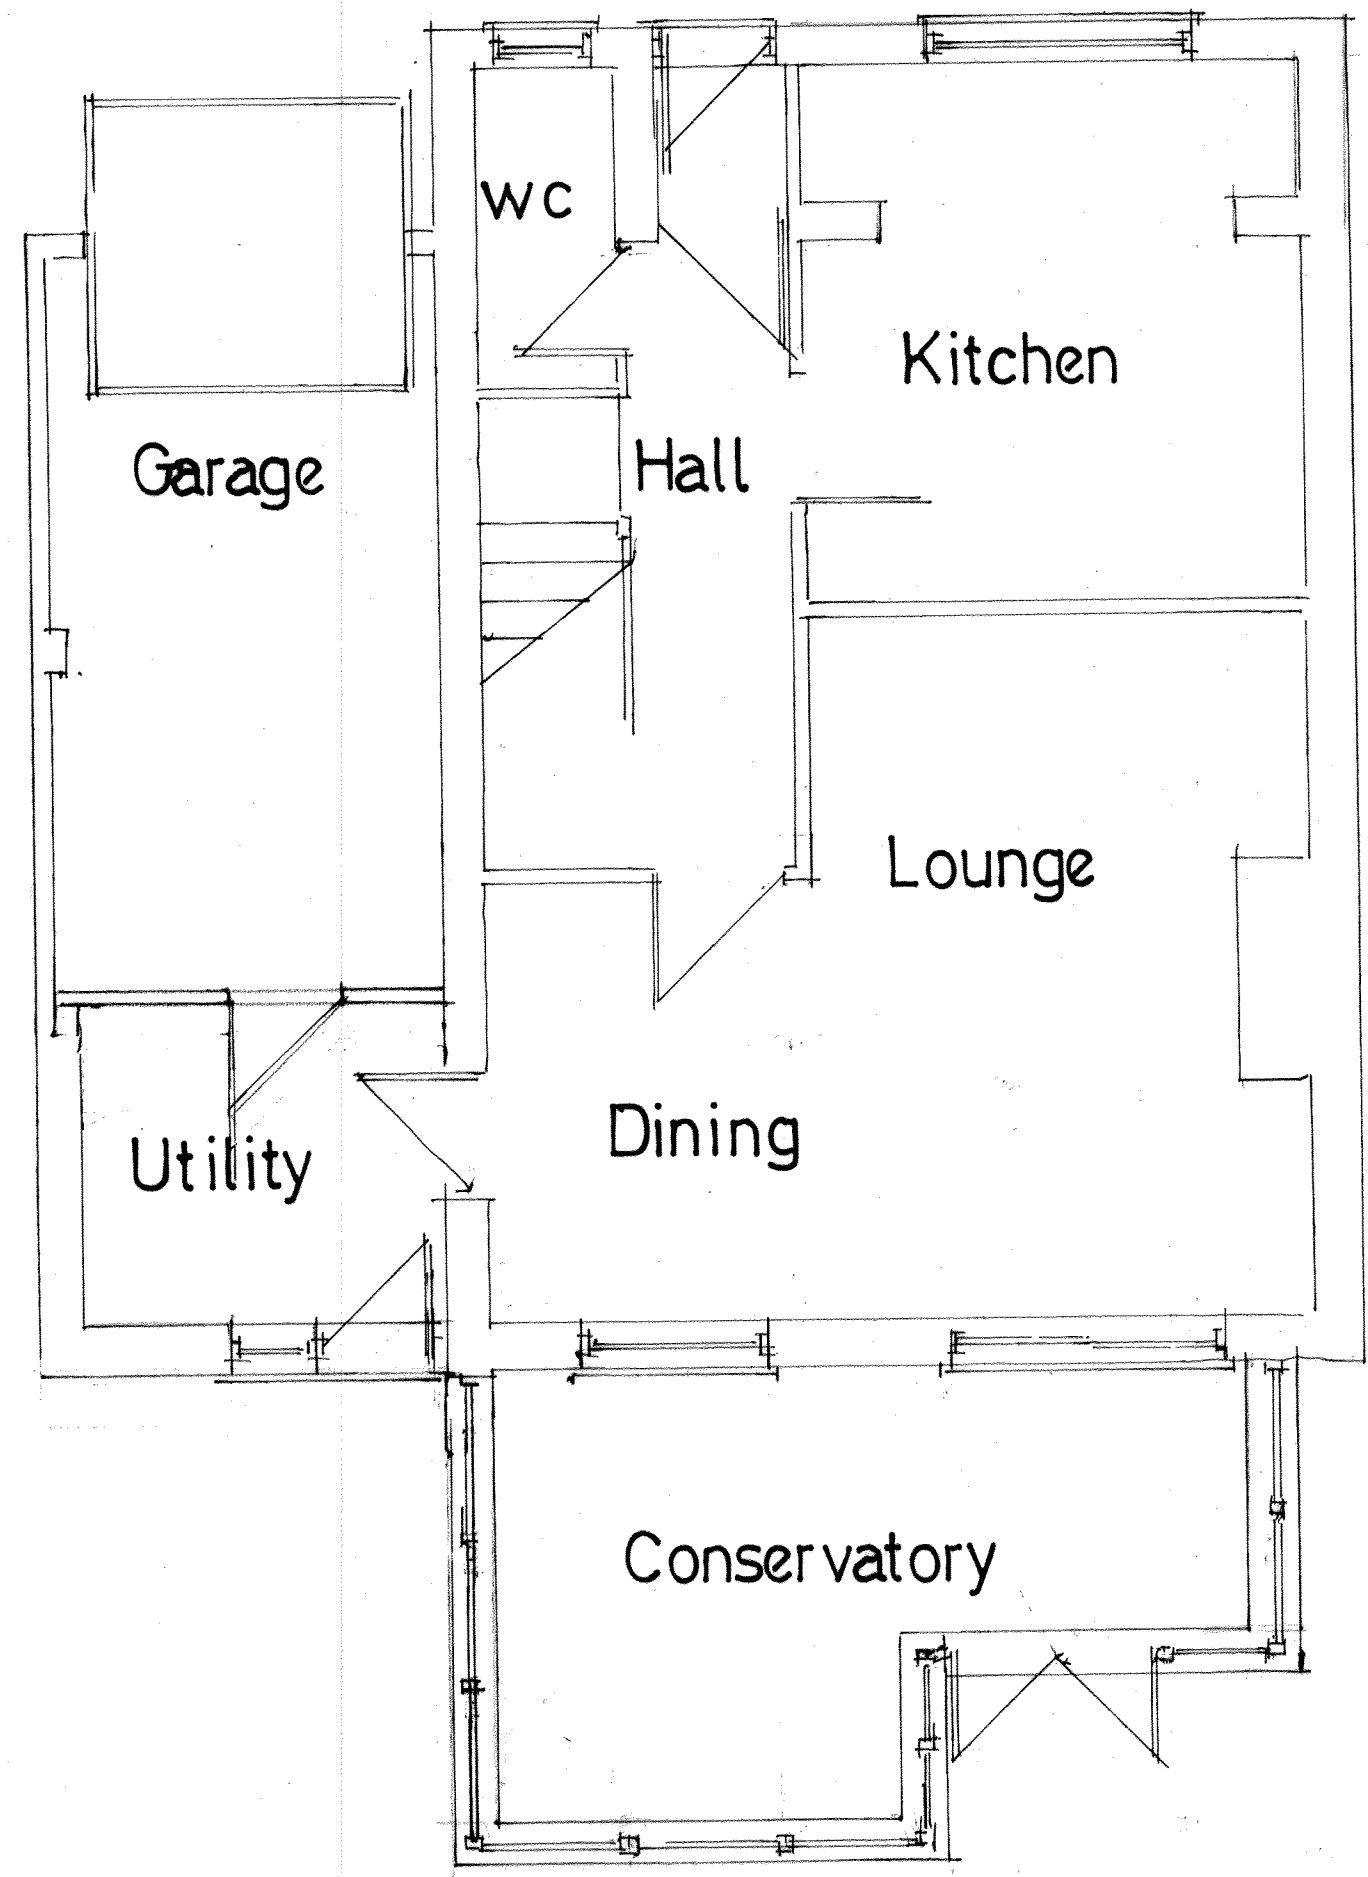 WC
Kitchen
Garage
Hall
Lounge
Dining
Utility
Conservatory